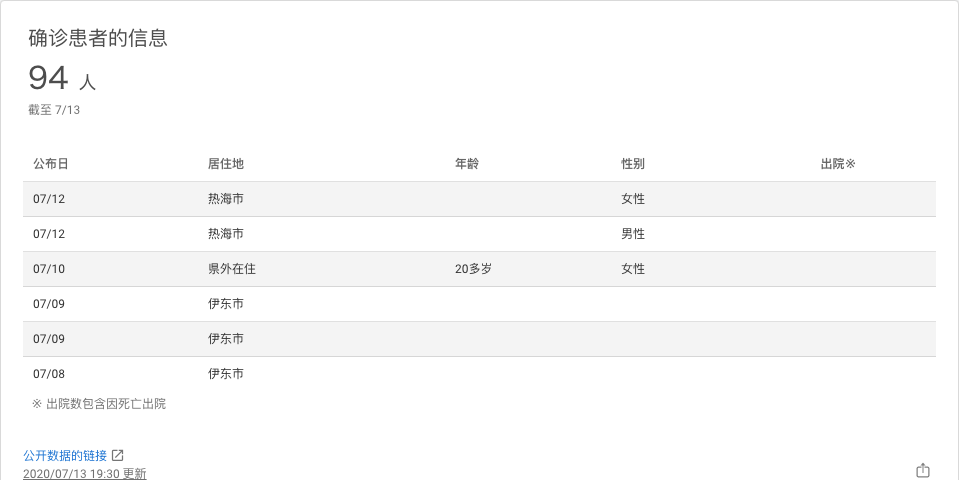 确诊患者的信息
94 人
截至 7/13
公布日 居住地 年龄 性别 出院※
07/12 热海市 女性
07/12 热海市 男性
07/10 県外在住 20多岁 女性
07/09 伊东市
07/09 伊东市
07/08 伊东市
※ 出院数包含因死亡出院
公开数据的链接
2020/07/13 19:30 更新